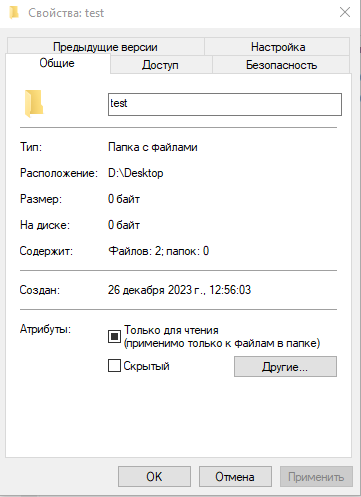 Свойства: test
Предыдущие версии
Настройка
Общие
Доступ
Безопасность
test
Тип: Папка с файлами
Расположение: D:\Desktop
Размер: 0 байт
На диске: 0 байт
Содержит: Файлов: 2; папок: 0
Создан: 26 декабря 2023 г., 12:56:03
Атрибуты: Только для чтения
(применимо только к файлам в папке)
Скрытый
Другие...
ОК
Отмена
Применить